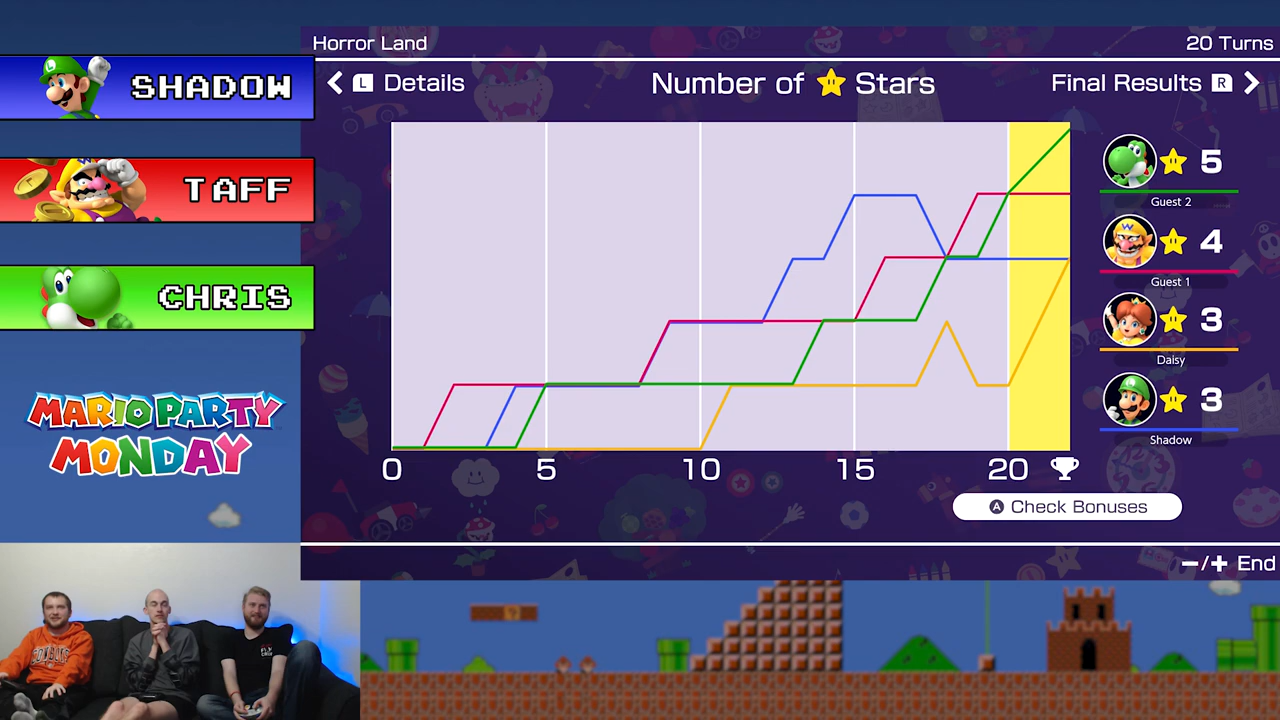 Horror Land
20 Turns
L Details
Number of Stars
Final Results R
SHADOW
TAFF
CHRIS
5
Guest 2
4
Guest 1
3
Daisy
3
Shadow
0 5 10 15 20
A Check Bonuses
-/+ End
MARIO PARTY
MONDAY